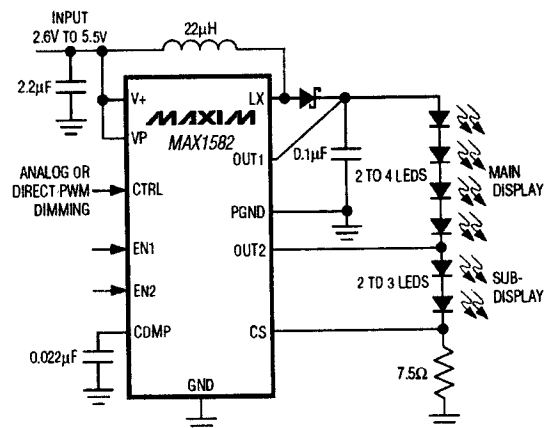 INPUT
2.6V TO 5.5V
22µH
2.2µF
V+
LX
MAXIM
MAX1582
VP
OUT1
0.1µF
2 TO 4 LEDS
MAIN
DISPLAY
ANALOG OR
DIRECT PWM
DIMMING
CTRL
PGND
EN1
OUT2
EN2
2 TO 3 LEDS
SUB-
DISPLAY
COMP
CS
0.022µF
7.5Ω
GND